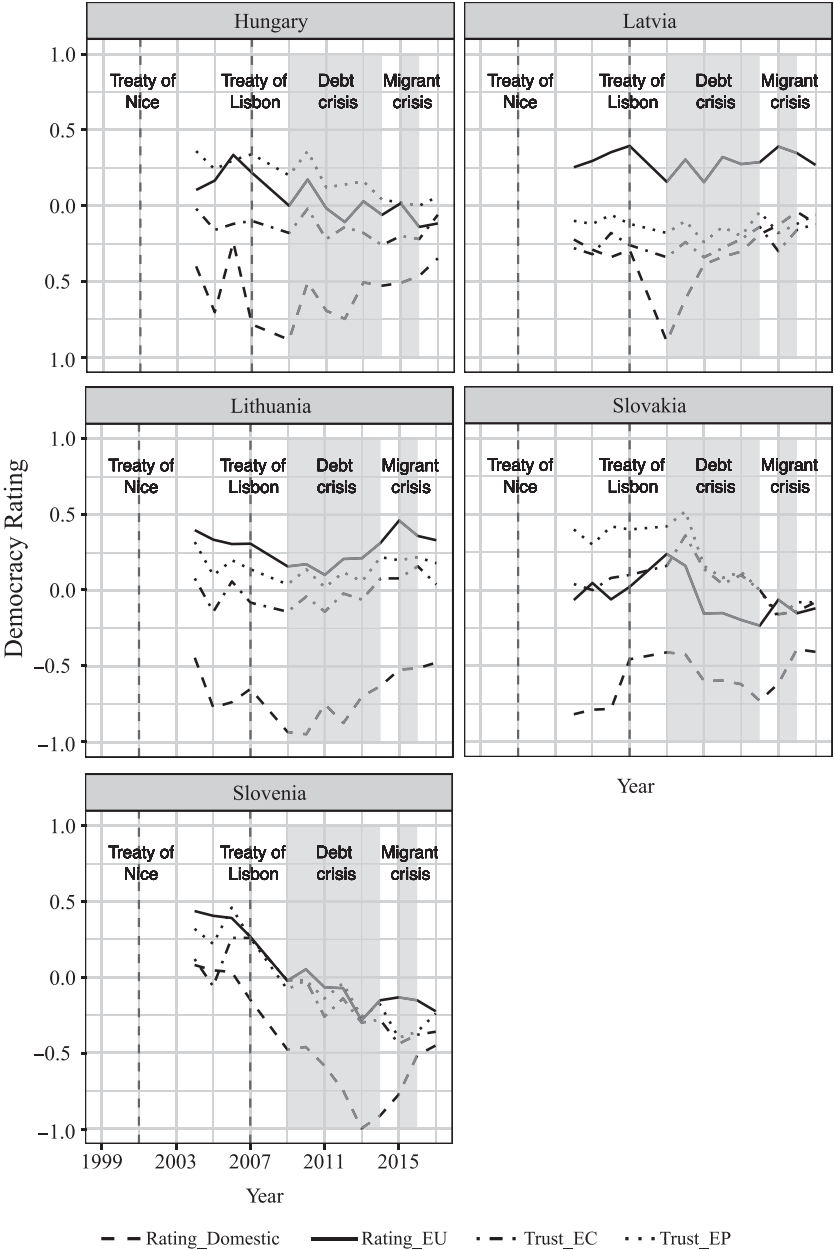 Hungary
Latvia
1.0
Treaty of Treaty of Debt Migrant
Nice Lisbon crisis crisis
Treaty of Treaty of Debt Migrant
Nice Lisbon crisis crisis
0.5
0.0
0.5
1.0
Lithuania
Slovakia
Democracy Rating
1.0
Treaty of Treaty of Debt Migrant
Nice Lisbon crisis crisis
Treaty of Treaty of Debt Migrant
Nice Lisbon crisis crisis
0.5
0.0
−0.5
−1.0
Year
Slovenia
1.0
Treaty of Treaty of Debt Migrant
Nice Lisbon crisis crisis
0.5
0.0
−0.5
−1.0
1999 2003 2007 2011 2015
Year
Rating_Domestic Rating_EU Trust_EC Trust_EP